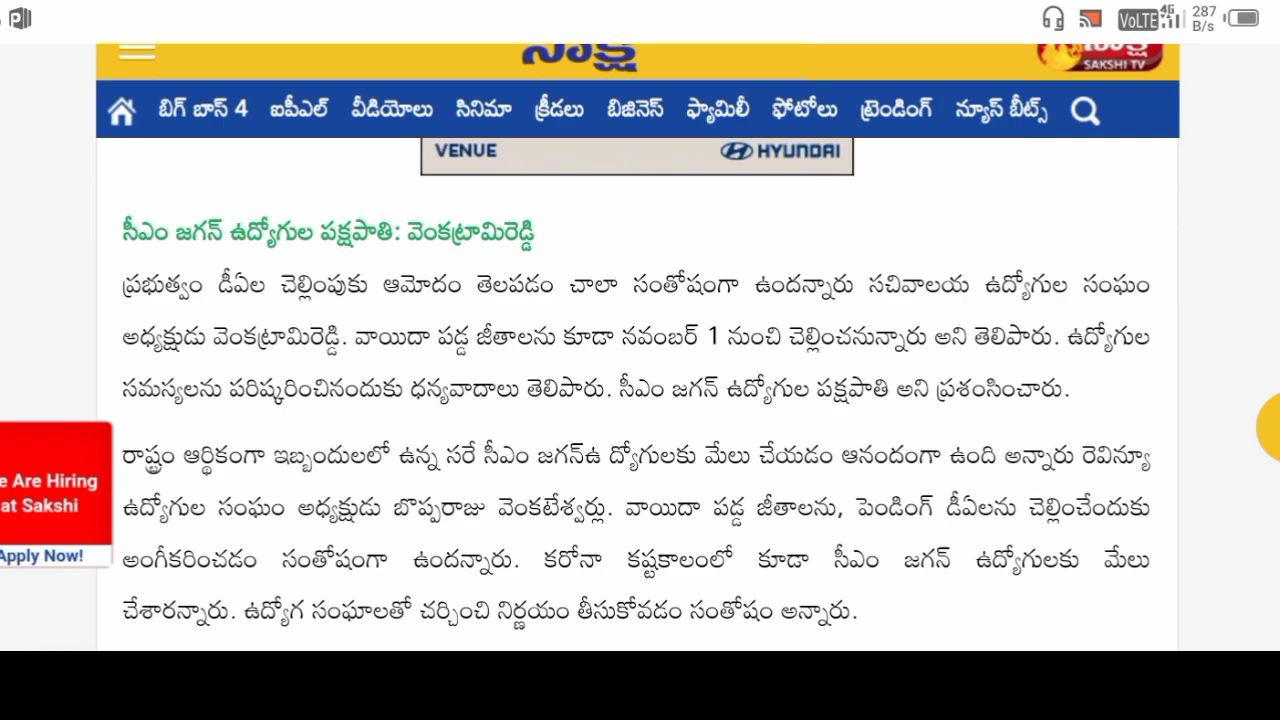 VoLTE 4G 287 B/s
సాక్షి
SAKSHI TV
బిగ్ బాస్ 4 ఐపీఎల్ వీడియోలు సినిమా క్రీడలు బిజినెస్ ఫ్యామిలీ ఫోటోలు ట్రెండింగ్ న్యూస్ బీట్స్
VENUE HYUNDAI
సీఎం జగన్ ఉద్యోగుల పక్షపాతి: వెంకట్రామిరెడ్డి
ప్రభుత్వం డీఏల చెల్లింపుకు ఆమోదం తెలపడం చాలా సంతోషంగా ఉందన్నారు సచివాలయ ఉద్యోగుల సంఘం
అధ్యక్షుడు వెంకట్రామిరెడ్డి. వాయిదా పడ్డ జీతాలను కూడా నవంబర్ 1 నుంచి చెల్లించనున్నారు అని తెలిపారు. ఉద్యోగుల
సమస్యలను పరిష్కరించినందుకు ధన్యవాదాలు తెలిపారు. సీఎం జగన్ ఉద్యోగుల పక్షపాతి అని ప్రశంసించారు.
రాష్ట్రం ఆర్థికంగా ఇబ్బందులలో ఉన్న సరే సీఎం జగన్‌ఉ ద్యోగులకు మేలు చేయడం ఆనందంగా ఉంది అన్నారు రెవిన్యూ
ఉద్యోగుల సంఘం అధ్యక్షుడు బొప్పరాజు వెంకటేశ్వర్లు. వాయిదా పడ్డ జీతాలను, పెండింగ్ డీఏలను చెల్లించేందుకు
అంగీకరించడం సంతోషంగా ఉందన్నారు. కరోనా కష్టకాలంలో కూడా సీఎం జగన్ ఉద్యోగులకు మేలు
చేశారన్నారు. ఉద్యోగ సంఘాలతో చర్చించి నిర్ణయం తీసుకోవడం సంతోషం అన్నారు.
e Are Hiring
at Sakshi
Apply Now!